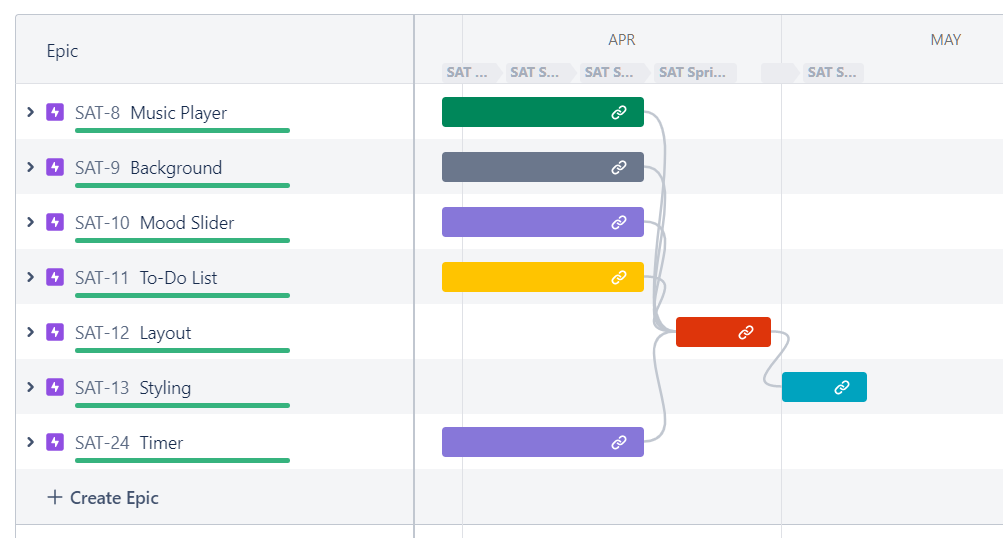 Epic
APR
MAY
SAT ...
SAT S...
SAT S...
SAT Spri...
SAT S...
SAT-8 Music Player
SAT-9 Background
SAT-10 Mood Slider
SAT-11 To-Do List
SAT-12 Layout
SAT-13 Styling
SAT-24 Timer
+ Create Epic